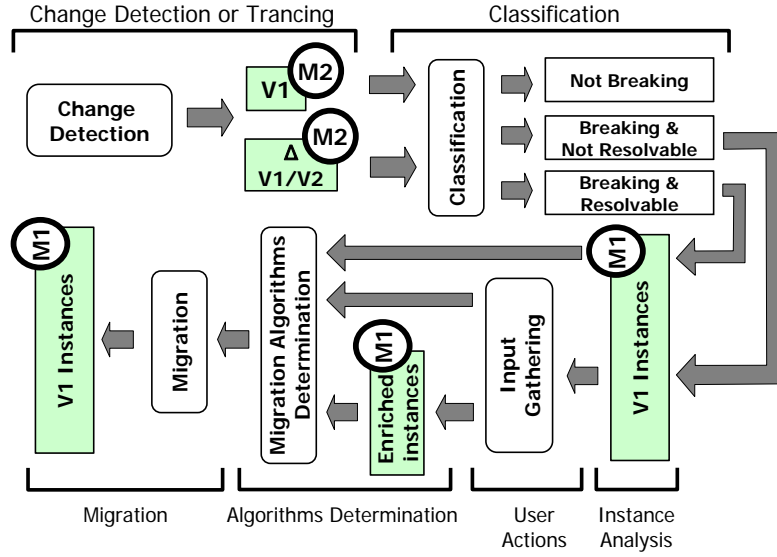 Change Detection or Trancing
Classification
Change
Detection
V1
M2
Δ
V1/V2
M2
Classification
Not Breaking
Breaking &
Not Resolvable
Breaking &
Resolvable
M1
V1 Instances
Migration
Migration Algorithms
Determination
M1
Enriched
instances
Input
Gathering
M1
V1 Instances
Migration
Algorithms Determination
User
Actions
Instance
Analysis